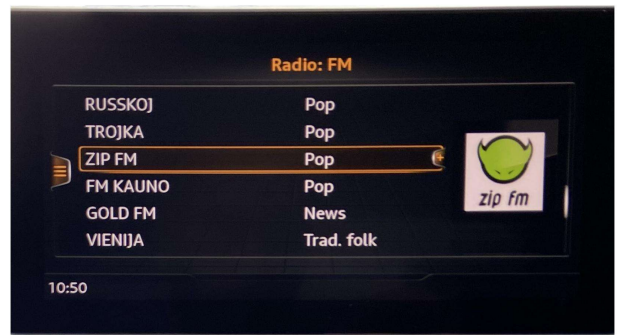 Radio: FM
RUSSKOJ Pop
TROJKA Pop
ZIP FM Pop
FM KAUNO Pop
GOLD FM News
VIENIJA Trad. folk
zip fm
10:50